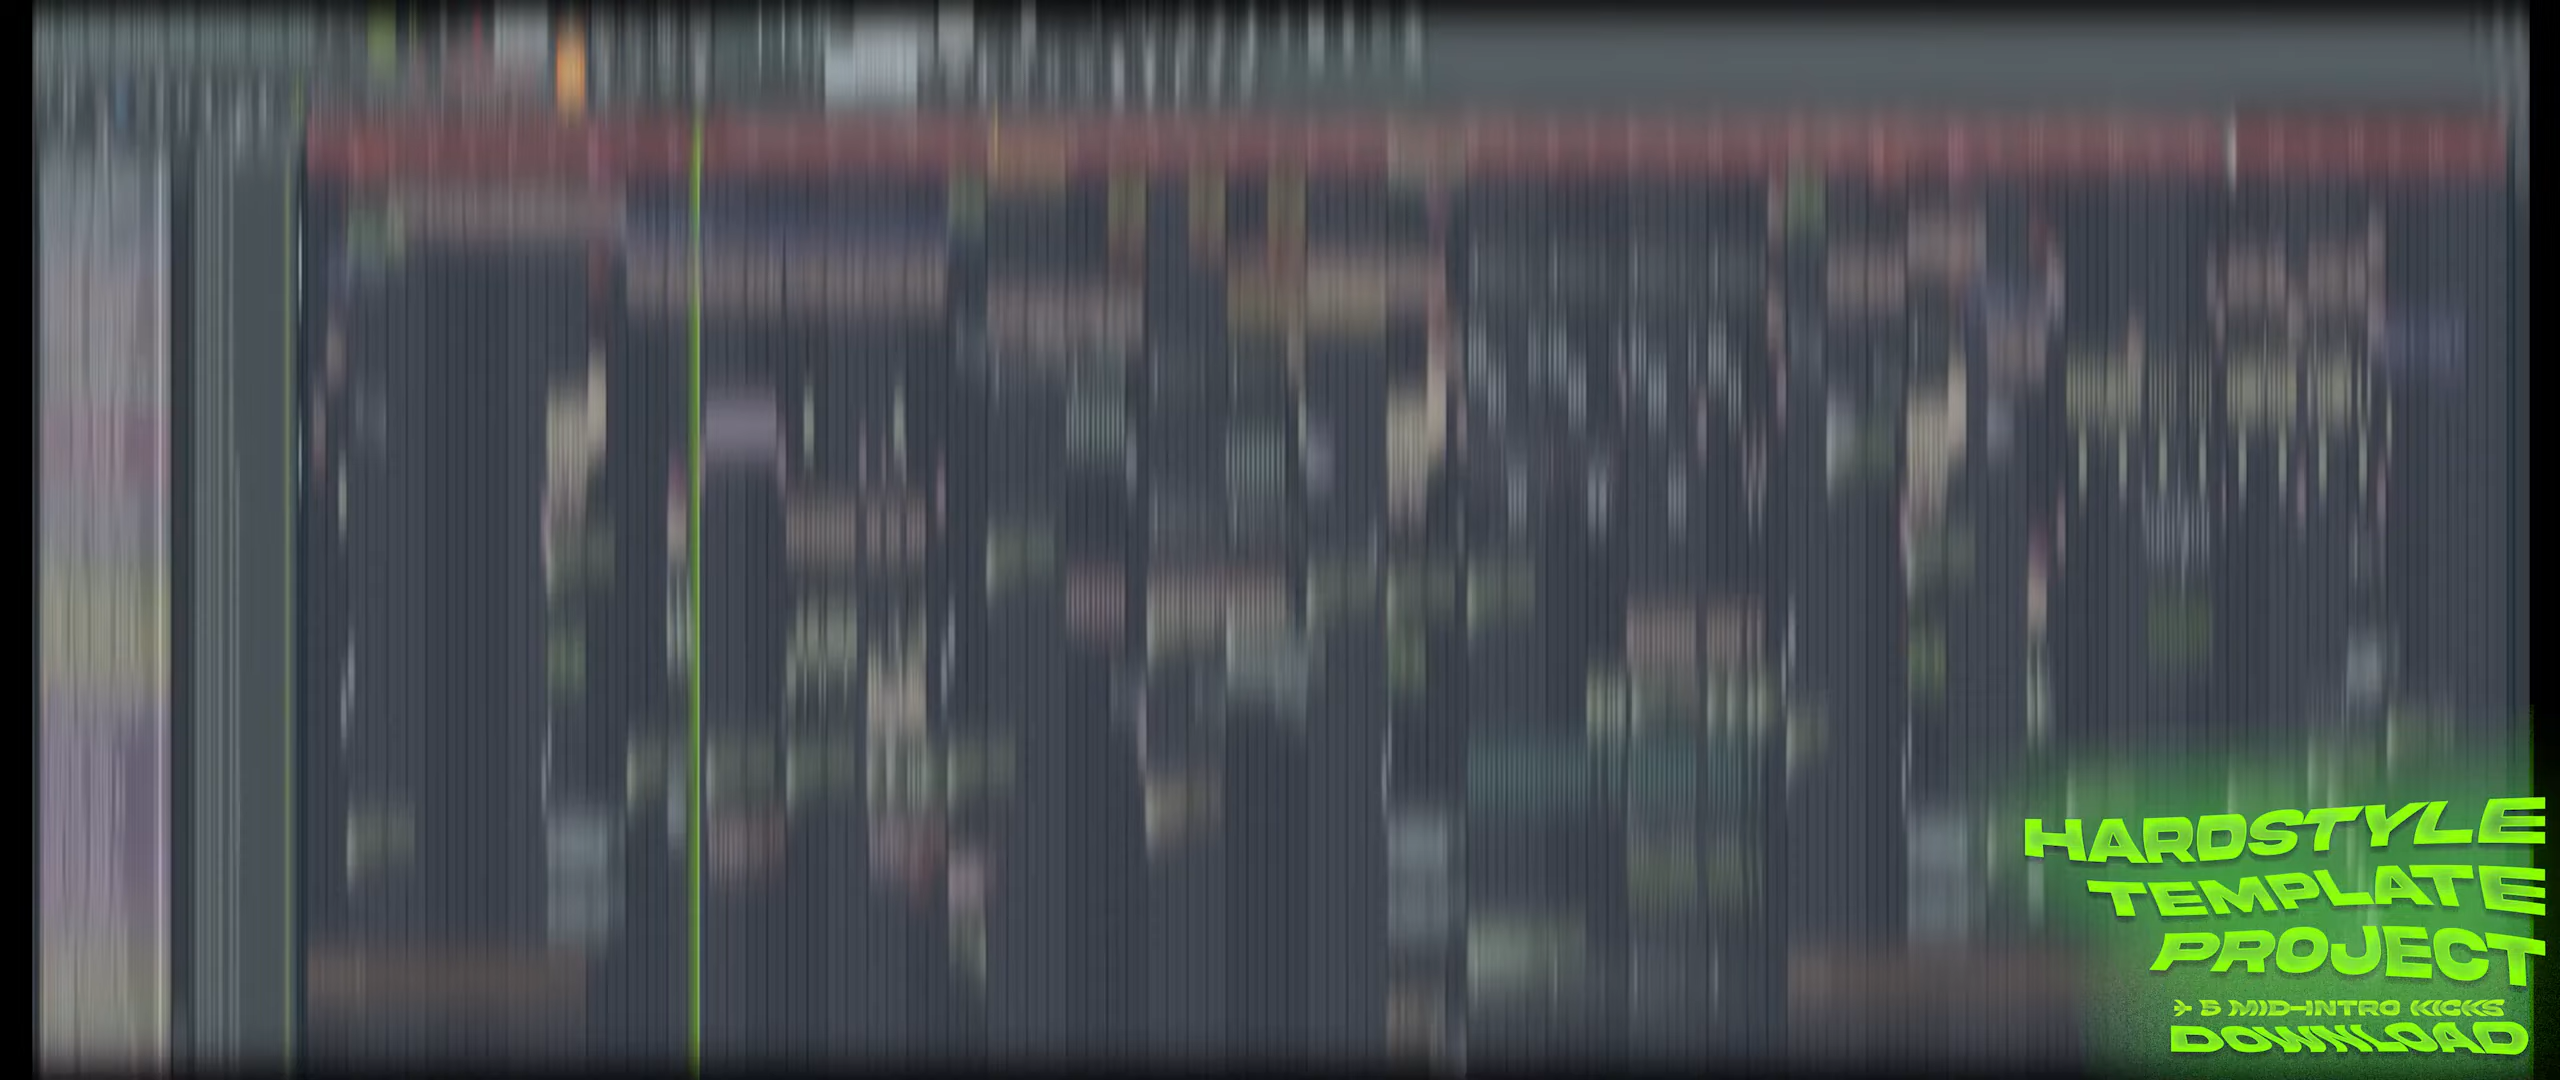 HARDSTYLE
TEMPLATE
PROJECT
+ 5 MID-INTRO KICKS
DOWNLOAD